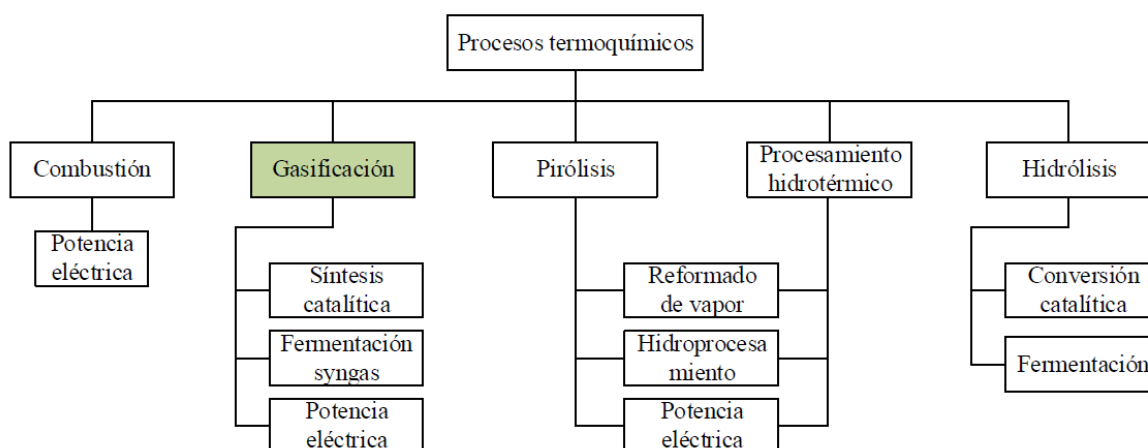 Procesos termoquímicos
Combustión
Gasificación
Pirólisis
Procesamiento
hidrotérmico
Hidrólisis
Potencia
eléctrica
Síntesis
catalítica
Fermentación
syngas
Potencia
eléctrica
Reformado
de vapor
Hidroprocesa
miento
Potencia
eléctrica
Conversión
catalítica
Fermentación